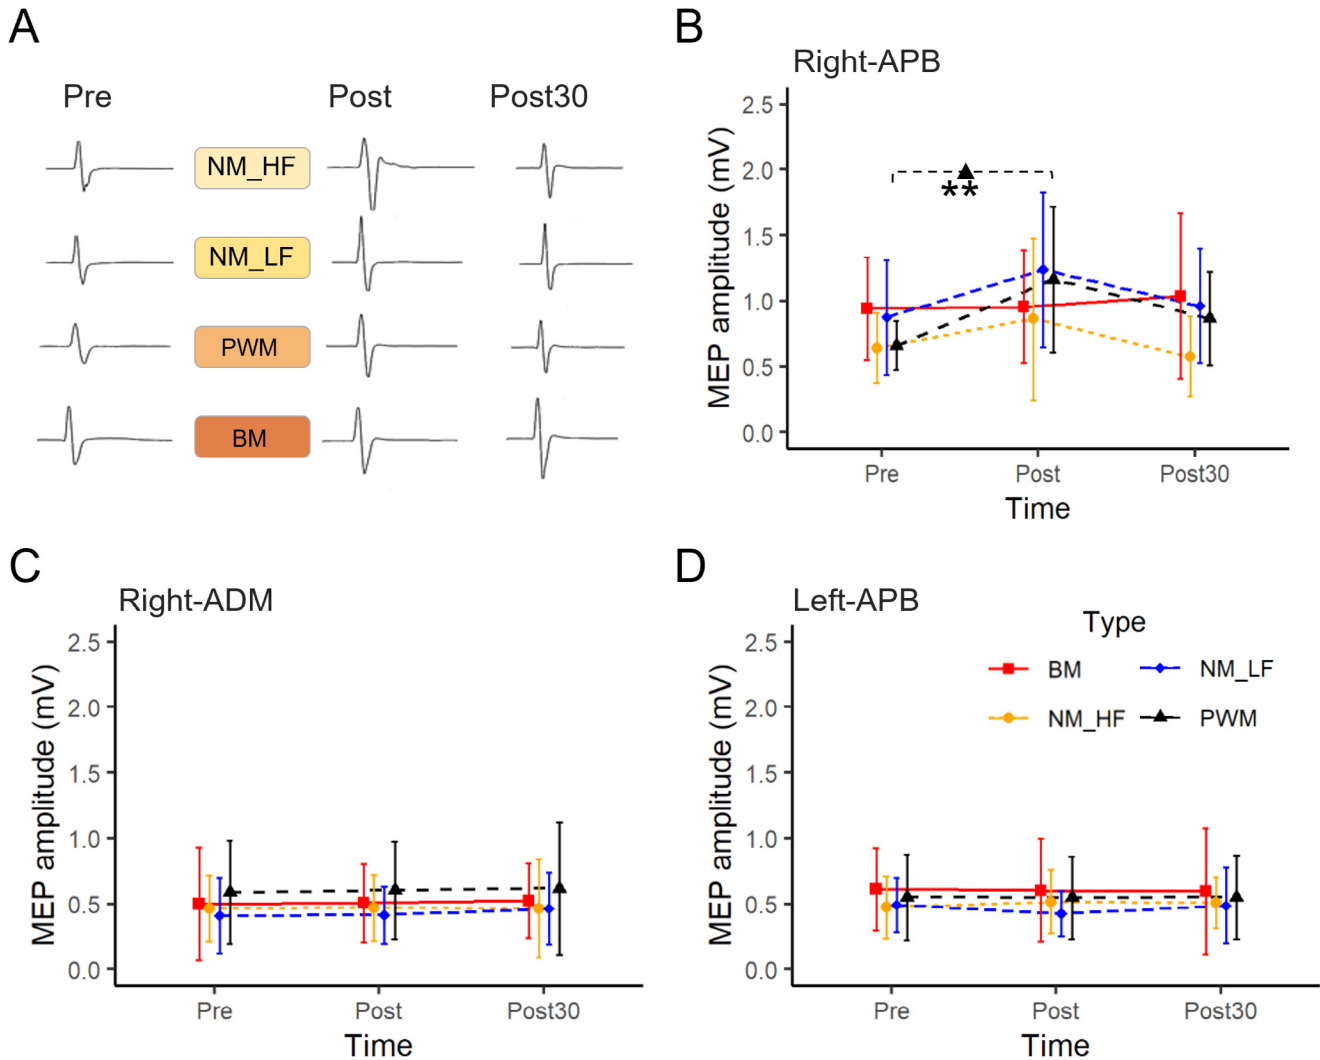 A
Pre
Post
Post30
NM_HF
NM_LF
PWM
BM
B
Right-APB
MEP amplitude (mV)
2.5
2.0
1.5
1.0
0.5
0.0
**
Pre
Post
Post30
Time
C
Right-ADM
MEP amplitude (mV)
2.5
2.0
1.5
1.0
0.5
0.0
Pre
Post
Post30
Time
D
Left-APB
Type
BM
NM_LF
NM_HF
PWM
MEP amplitude (mV)
2.5
2.0
1.5
1.0
0.5
0.0
Pre
Post
Post30
Time